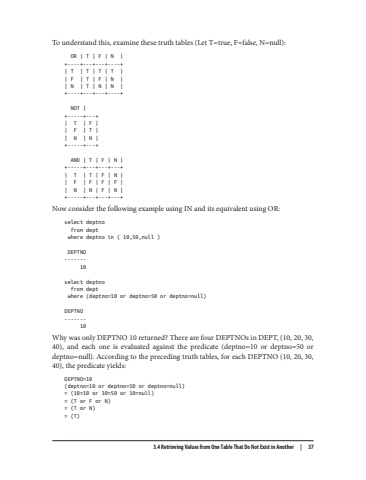 To understand this, examine these truth tables (Let T=true, F=false, N=null):
OR | T | F | N |
+----+---+---+----+
| T | T | T | T |
| F | T | F | N |
| N | T | N | N |
+----+---+---+----+
NOT |
+-----+---+
| T | F |
| F | T |
| N | N |
+-----+---+
AND | T | F | N |
+-----+---+---+---+
| T | T | F | N |
| F | F | F | F |
| N | N | F | N |
+-----+---+---+---+
Now consider the following example using IN and its equivalent using OR:
select deptno
from dept
where deptno in ( 10,50,null )
DEPTNO
-------
10
select deptno
from dept
where (deptno=10 or deptno=50 or deptno=null)
DEPTNO
-------
10
Why was only DEPTNO 10 returned? There are four DEPTNOs in DEPT, (10, 20, 30,
40), and each one is evaluated against the predicate (deptno=10 or deptno=50 or
deptno=null). According to the preceding truth tables, for each DEPTNO (10, 20, 30,
40), the predicate yields:
DEPTNO=10
(deptno=10 or deptno=50 or deptno=null)
= (10=10 or 10=50 or 10=null)
= (T or F or N)
= (T or N)
= (T)
3.4 Retrieving Values from One Table That Do Not Exist in Another | 37